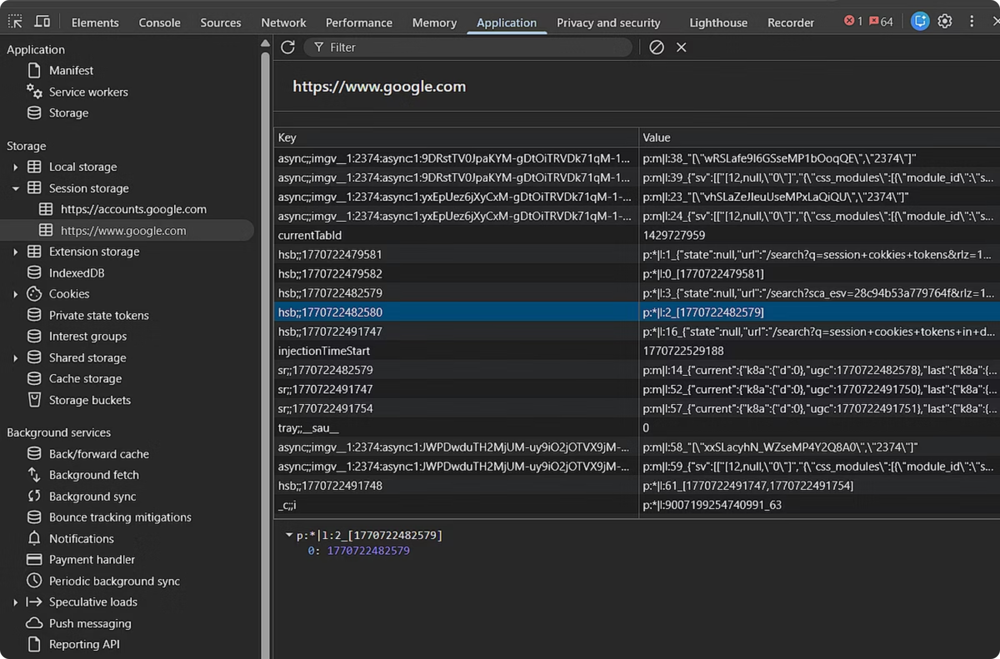 Elements Console Sources Network Performance Memory Application Privacy and security Lighthouse Recorder 1 64
Application
Manifest
Service workers
Storage
Storage
Local storage
Session storage
https://accounts.google.com
https://www.google.com
Extension storage
IndexedDB
Cookies
Private state tokens
Interest groups
Shared storage
Cache storage
Storage buckets
Background services
Back/forward cache
Background fetch
Background sync
Bounce tracking mitigations
Notifications
Payment handler
Periodic background sync
Speculative loads
Push messaging
Reporting API
Filter
https://www.google.com
Key Value
async;;imgv__1:2374:async:1:9DRstTV0JpaKYM-gDtOiTRVDk71qM-1... p:m|l:38_"[\"wRSLafe9I6GSseMP1bOoqQE\",\"2374\"]"
async;;imgv__1:2374:async:1:9DRstTV0JpaKYM-gDtOiTRVDk71qM-1... p:m|l:39_{"sv":[["[12,null,\"0\"]","{\"css_modules\":[{\"module_id\":\"s...
async;;imgv__1:2374:async:1:yxEpUez6jXyCxM-gDtOiTRVDk71qM-1-... p:m|l:23_"[\"vhSLaZeJIeuUseMPxLaQiQU\",\"2374\"]"
async;;imgv__1:2374:async:1:yxEpUez6jXyCxM-gDtOiTRVDk71qM-1-... p:m|l:24_{"sv":[["[12,null,\"0\"]","{\"css_modules\":[{\"module_id\":\"s...
currentTabId 1429727959
hsb;;1770722479581 p:*|l:1_{"state":null,"url":"/search?q=session+cokkies+tokens&rlz=1...
hsb;;1770722479582 p:*|l:0_[1770722479581]
hsb;;1770722482579 p:*|l:3_{"state":null,"url":"/search?sca_esv=28c94b53a779764f&rlz=1...
hsb;;1770722482580 p:*|l:2_[1770722482579]
hsb;;1770722491747 p:*|l:16_{"state":null,"url":"/search?q=session+cookies+tokens+in+d...
injectionTimeStart 1770722529188
sr;;1770722482579 p:m|l:14_{"current":{"k8a":{"d":0},"ugc":1770722482578},"last":{"k8a":{...
sr;;1770722491747 p:m|l:52_{"current":{"k8a":{"d":0},"ugc":1770722491750},"last":{"k8a":{...
sr;;1770722491754 p:m|l:57_{"current":{"k8a":{"d":0},"ugc":1770722491751},"last":{"k8a":{...
tray;;__sau__ 0
async;;imgv__1:2374:async:1:JWPDwduTH2MjUM-uy9iO2jOTVX9jM-... p:m|l:58_"[\"xxSLacyhN_WZseMP4Y2Q8A0\",\"2374\"]"
async;;imgv__1:2374:async:1:JWPDwduTH2MjUM-uy9iO2jOTVX9jM-... p:m|l:59_{"sv":[["[12,null,\"0\"]","{\"css_modules\":[{\"module_id\":\"s...
hsb;;1770722491748 p:*|l:61_[1770722491747,1770722491754]
_c;;i p:*|l:9007199254740991_63
p:*|l:2_[1770722482579]
0: 1770722482579